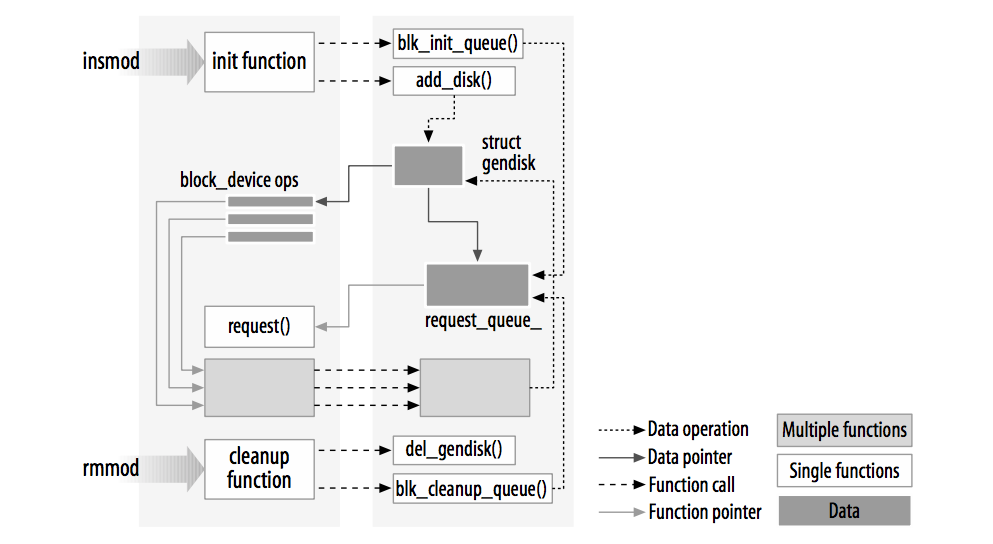 insmod
init function
blk_init_queue()
add_disk()
struct
gendisk
block_device ops
request()
request_queue_
rmmod
cleanup
function
del_gendisk()
blk_cleanup_queue()
Data operation
Data pointer
Function call
Function pointer
Multiple functions
Single functions
Data